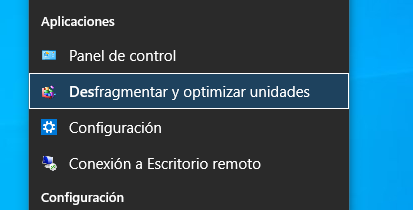 Aplicaciones
Panel de control
Desfragmentar y optimizar unidades
Configuración
Conexión a Escritorio remoto
Configuración